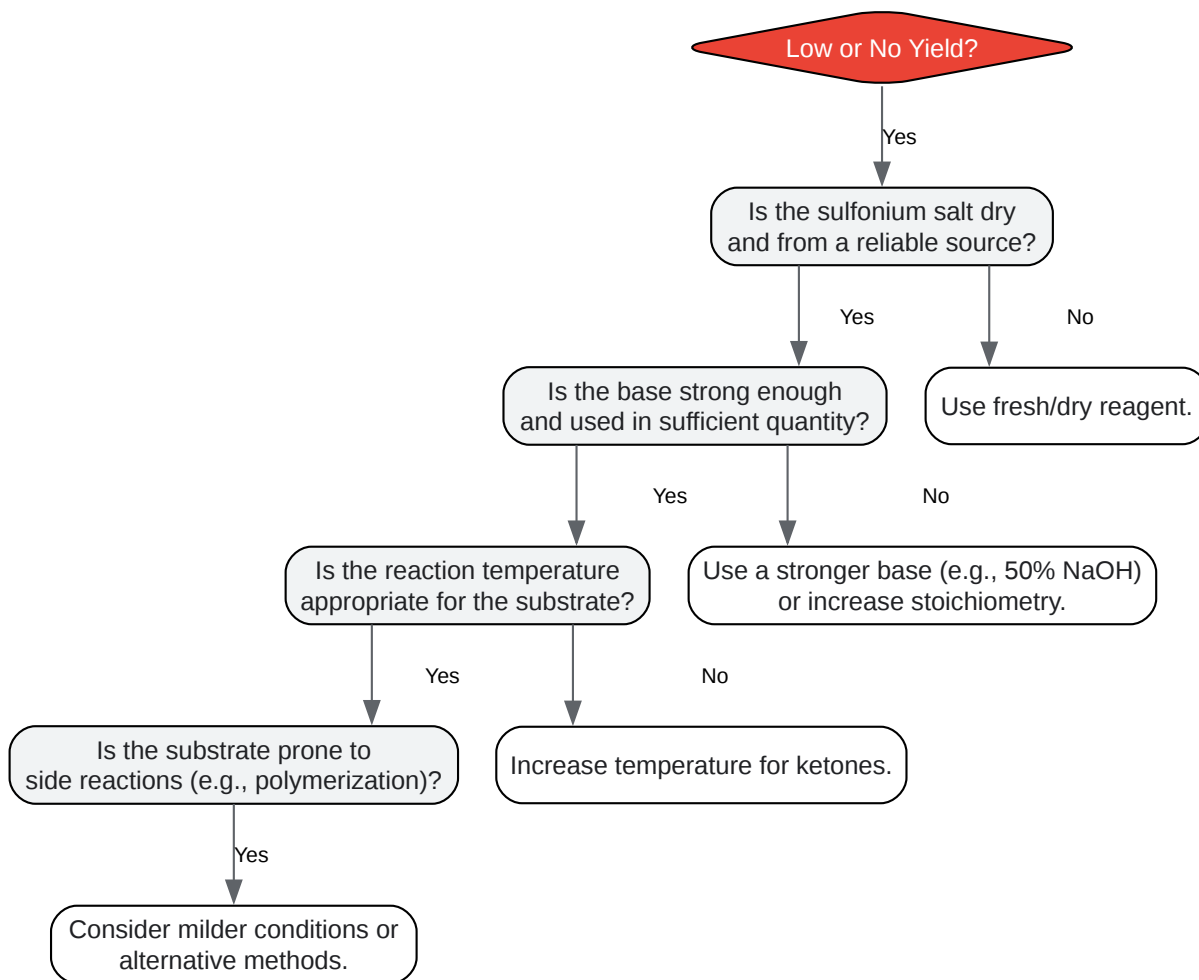 Low or No Yield?
Yes
Is the sulfonium salt dry
and from a reliable source?
Yes
No
Is the base strong enough
and used in sufficient quantity?
Use fresh/dry reagent.
Yes
No
Is the reaction temperature
appropriate for the substrate?
Use a stronger base (e.g., 50% NaOH)
or increase stoichiometry.
Yes
No
Is the substrate prone to
side reactions (e.g., polymerization)?
Increase temperature for ketones.
Yes
Consider milder conditions or
alternative methods.